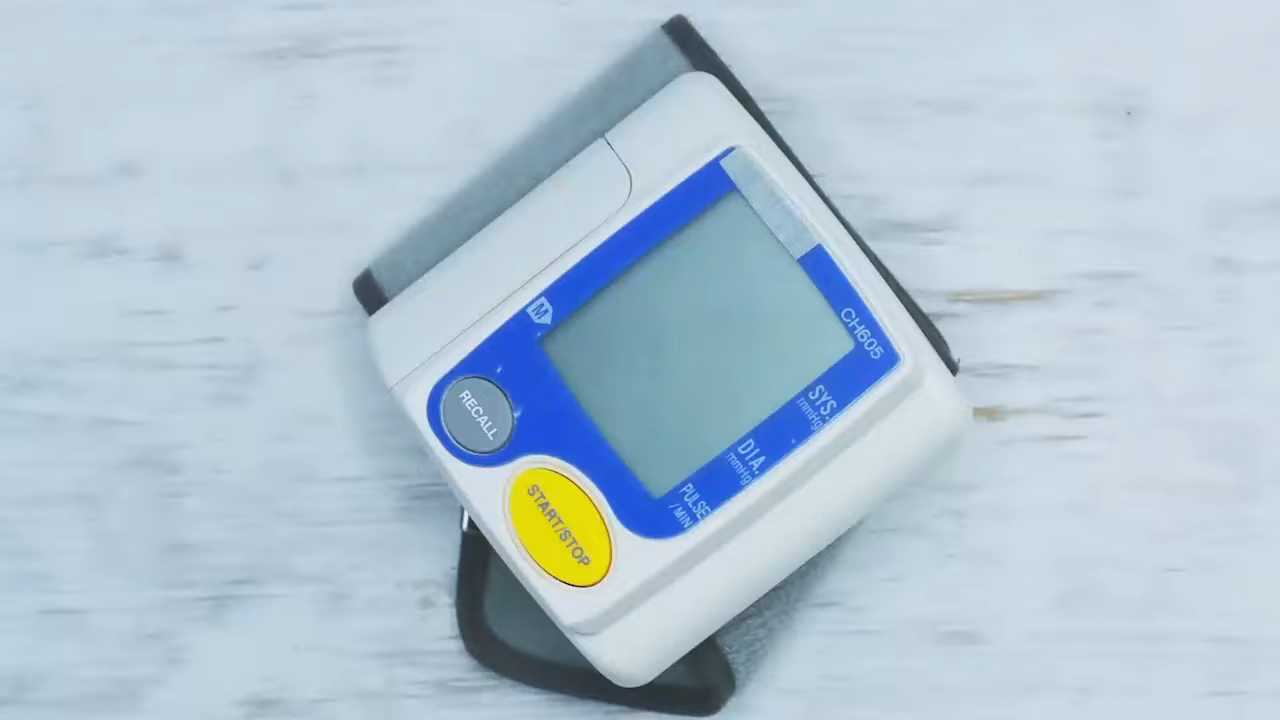 CH605
SYS.
mmHg
DIA.
mmHg
PULSE
/MIN
M
RECALL
START/STOP